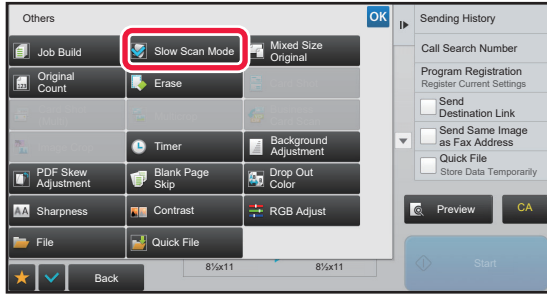 Others
OK
Job Build
Slow Scan Mode
Mixed Size
Original
Original
Count
Erase
Timer
Background
Adjustment
PDF Skew
Adjustment
Blank Page
Skip
Drop Out
Color
AA
Sharpness
Contrast
RGB Adjust
File
Quick File
Back
8½x11
8½x11
Sending History
Call Search Number
Program Registration
Register Current Settings
Send
Destination Link
Send Same Image
as Fax Address
Quick File
Store Data Temporarily
Preview
CA
Start